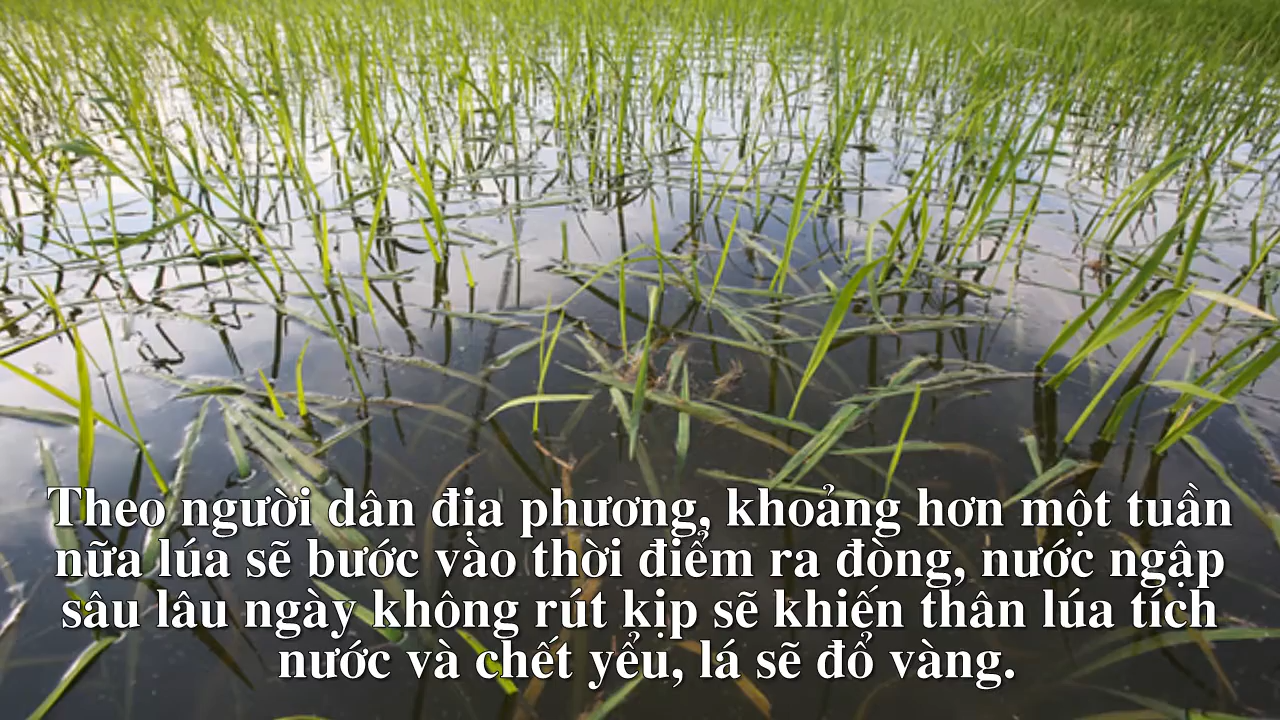 Theo người dân địa phương, khoảng hơn một tuần
nữa lúa sẽ bước vào thời điểm ra đòng, nước ngập
sâu lâu ngày không rút kịp sẽ khiến thân lúa tích
nước và chết yểu, lá sẽ đổ vàng.